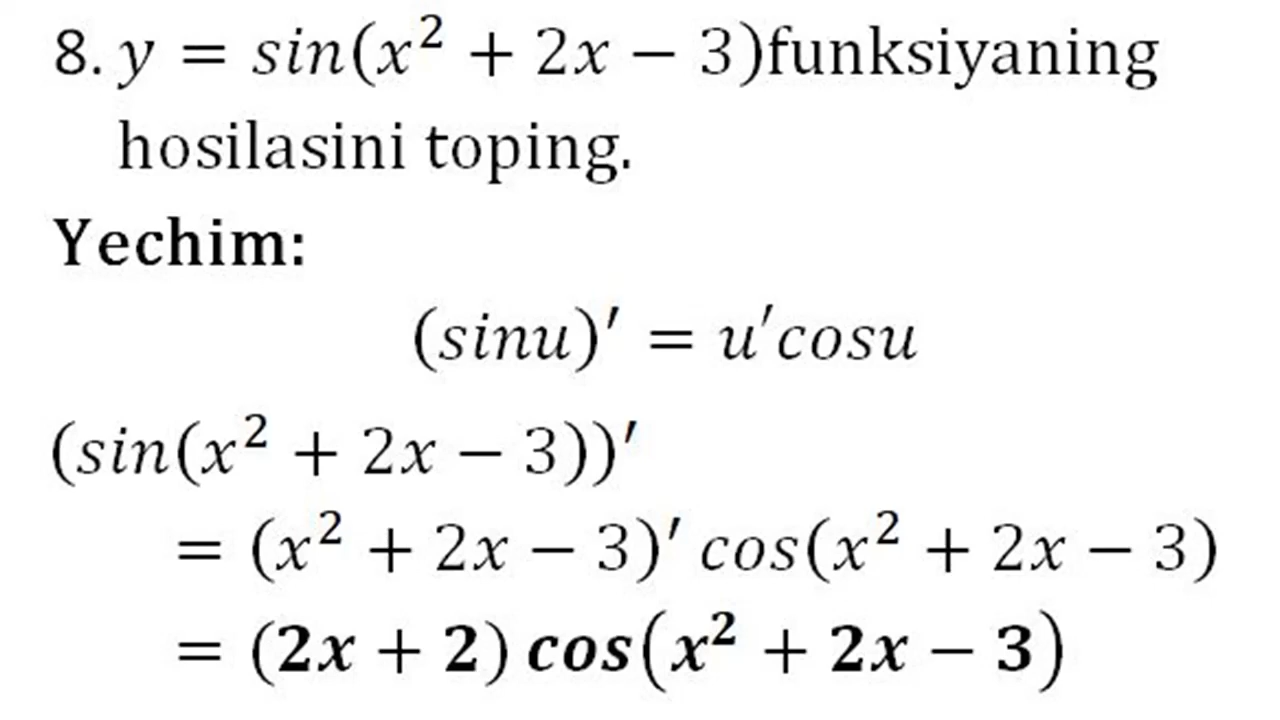 8. y = sin(x² + 2x − 3)funksiyaning
hosilasini toping.
Yechim:
(sinu)′ = u′cosu
(sin(x² + 2x − 3))′
= (x² + 2x − 3)′ cos(x² + 2x − 3)
= (2x + 2) cos(x² + 2x − 3)